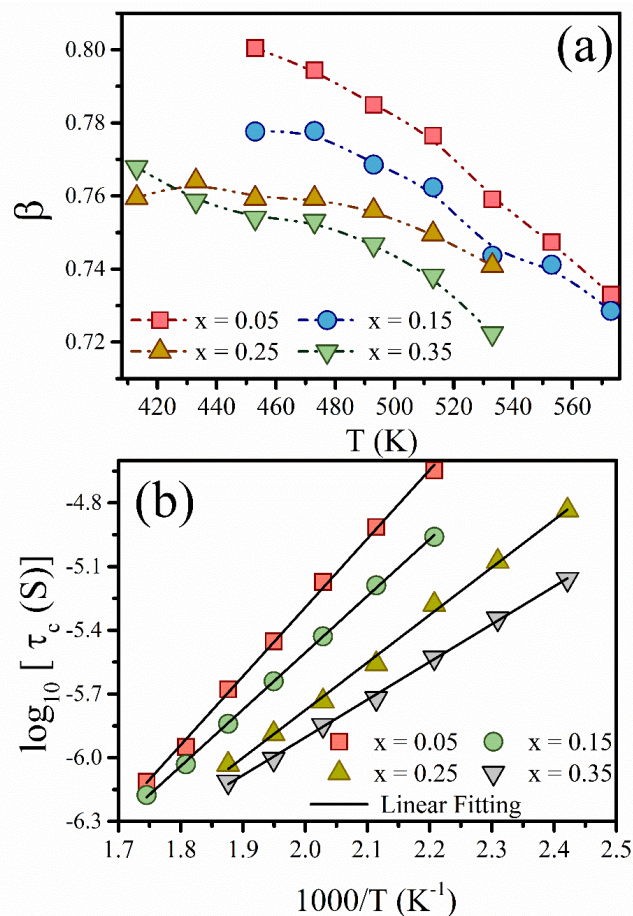 (a)
β
0.80
0.78
0.76
0.74
0.72
x = 0.05 x = 0.15
x = 0.25 x = 0.35
420 440 460 480 500 520 540 560
T (K)
(b)
log₁₀ [ τ_c (S) ]
-4.8
-5.1
-5.4
-5.7
-6.0
-6.3
x = 0.05 x = 0.15
x = 0.25 x = 0.35
Linear Fitting
1.7 1.8 1.9 2.0 2.1 2.2 2.3 2.4 2.5
1000/T (K⁻¹)